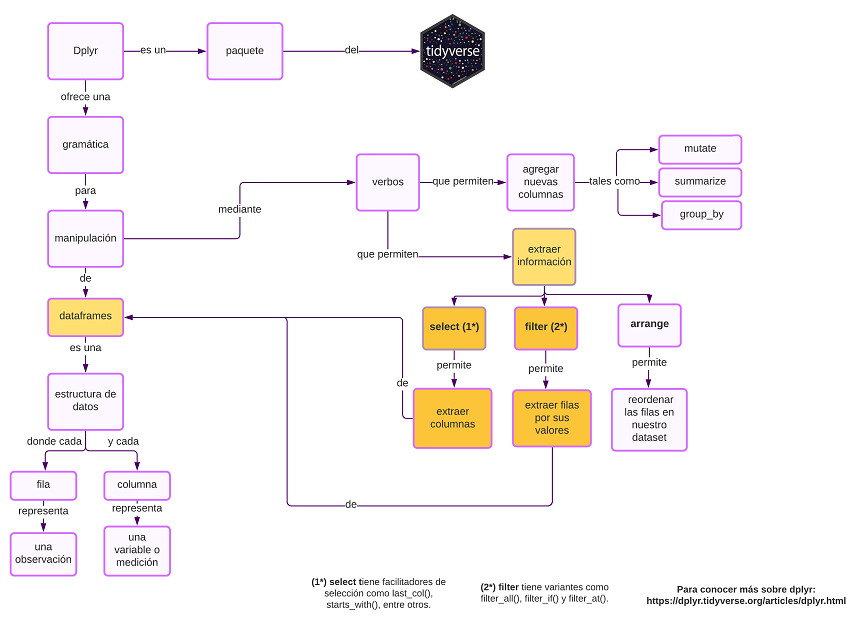 Dplyr
es un
paquete
del
tidyverse
ofrece una
gramática
para
manipulación
mediante
verbos
que permiten
agregar
nuevas
columnas
tales como
mutate
summarize
group_by
que permiten
extraer
información
de
dataframes
select (1*)
filter (2*)
arrange
permite
permite
permite
extraer
columnas
extraer filas
por sus
valores
reordenar
las filas en
nuestro
dataset
de
de
es una
estructura de
datos
donde cada
y cada
fila
columna
representa
representa
una
observación
una
variable o
medición
(1*) select tiene facilitadores de
selección como last_col(),
starts_with(), entre otros.
(2*) filter tiene variantes como
filter_all(), filter_if() y filter_at().
Para conocer más sobre dplyr:
https://dplyr.tidyverse.org/articles/dplyr.html